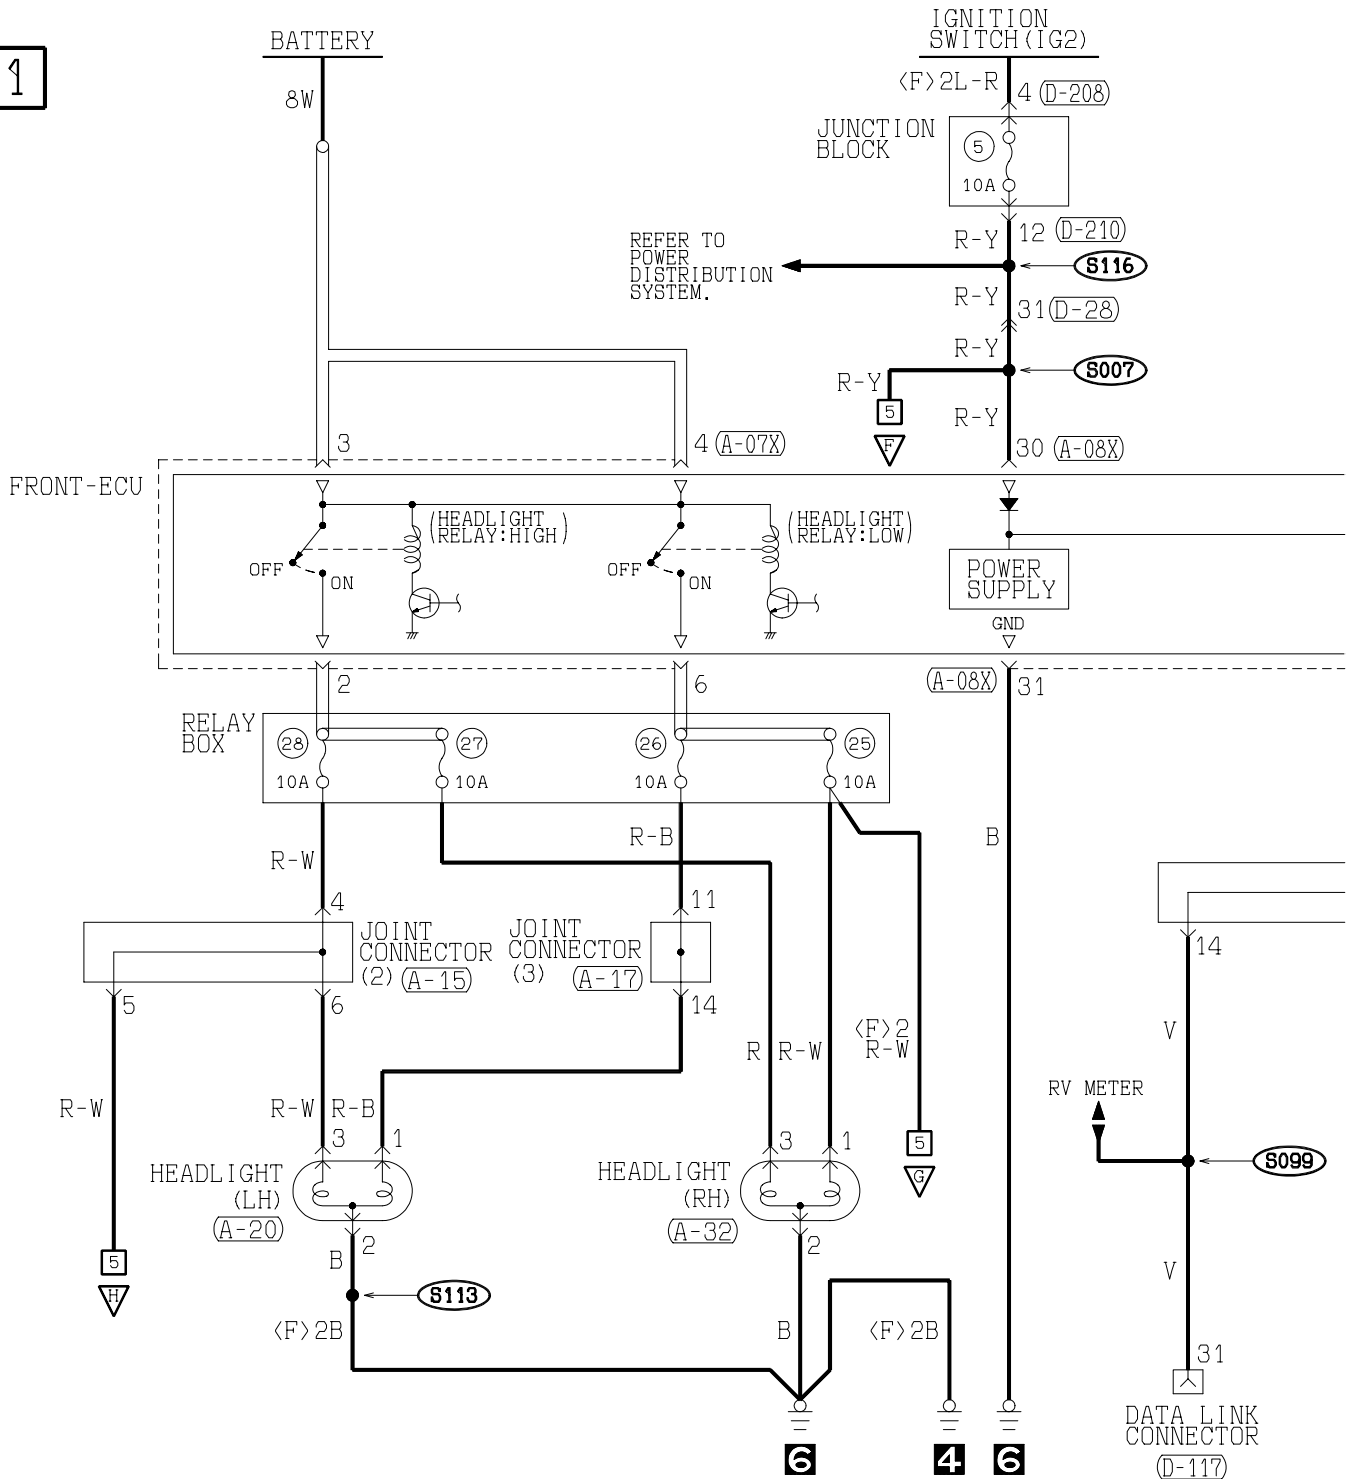 1
BATTERY
8W
IGNITION
SWITCH(IG2)
<F>2L-R
4 (D-208)
JUNCTION
BLOCK
5
10A
R-Y
12 (D-210)
REFER TO
POWER
DISTRIBUTION
SYSTEM.
S116
R-Y
31(D-28)
R-Y
S007
R-Y
5
F
R-Y
3
4 (A-07X)
30 (A-08X)
FRONT-ECU
(HEADLIGHT
RELAY:HIGH)
(HEADLIGHT
RELAY:LOW)
OFF
ON
OFF
ON
POWER
SUPPLY
GND
2
6
(A-08X) 31
RELAY
BOX
28
27
26
25
10A
10A
10A
10A
R-W
R-B
B
4
11
JOINT
CONNECTOR
(2) (A-15)
JOINT
CONNECTOR
(3) (A-17)
5
6
14
14
<F>2
R-W
V
R
R-W
RV METER
R-W
R-W
R-B
3
1
3
1
5
G
S099
HEADLIGHT
(LH)
(A-20)
HEADLIGHT
(RH)
(A-32)
2
B
2
5
H
S113
V
<F>2B
B
<F>2B
31
DATA LINK
CONNECTOR
(D-117)
6
4
6